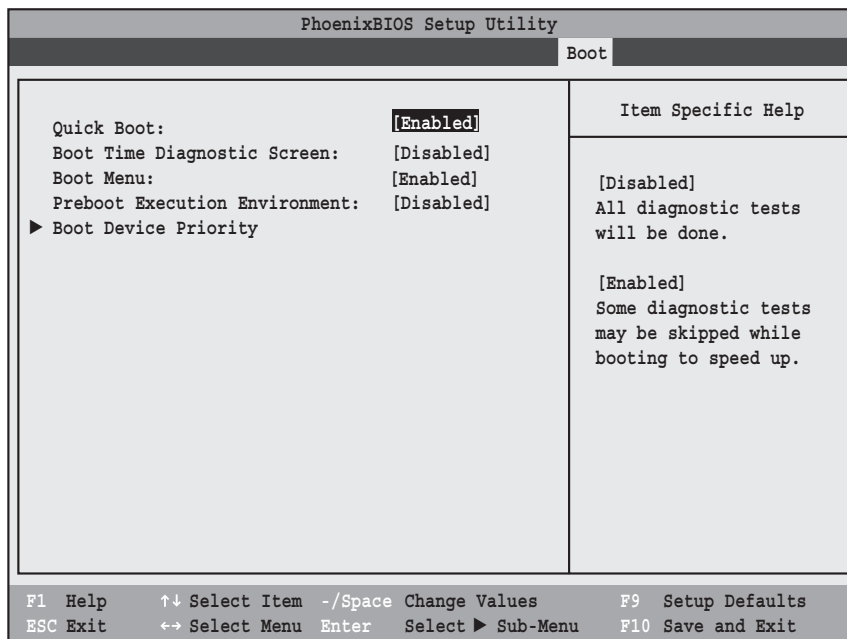 PhoenixBIOS Setup Utility
Boot
Quick Boot: [Enabled]
Boot Time Diagnostic Screen: [Disabled]
Boot Menu: [Enabled]
Preboot Execution Environment: [Disabled]
▶ Boot Device Priority
Item Specific Help
[Disabled]
All diagnostic tests
will be done.
[Enabled]
Some diagnostic tests
may be skipped while
booting to speed up.
F1 Help ↑↓ Select Item -/Space Change Values F9 Setup Defaults
ESC Exit ←→ Select Menu Enter Select ▶ Sub-Menu F10 Save and Exit